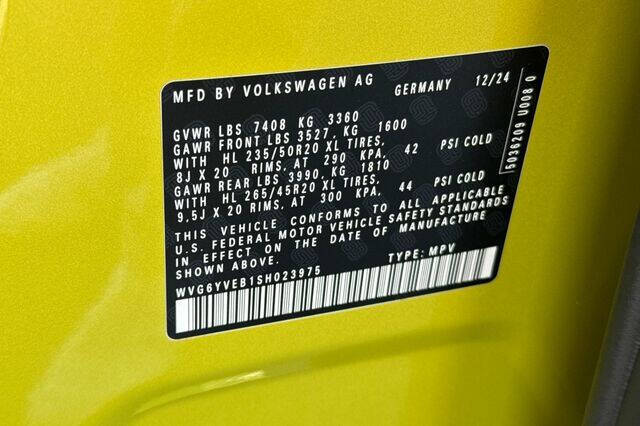 MFD BY VOLKSWAGEN AG GERMANY 12/24
GVWR LBS 7408 KG 3360
GAWR FRONT LBS 3527, KG 1600
WITH HL 235/50R20 XL TIRES,
8J X 20 RIMS, AT 290 KPA, 42 PSI COLD
GAWR REAR LBS 3990, KG 1810
WITH HL 265/45R20 XL TIRES,
9.5J X 20 RIMS, AT 300 KPA, 44 PSI COLD
THIS VEHICLE CONFORMS TO ALL APPLICABLE
U.S. FEDERAL MOTOR VEHICLE SAFETY STANDARDS
IN EFFECT ON THE DATE OF MANUFACTURE
SHOWN ABOVE.
WVG6YVEB1SH023975 TYPE: MPV
5036209 U008 0